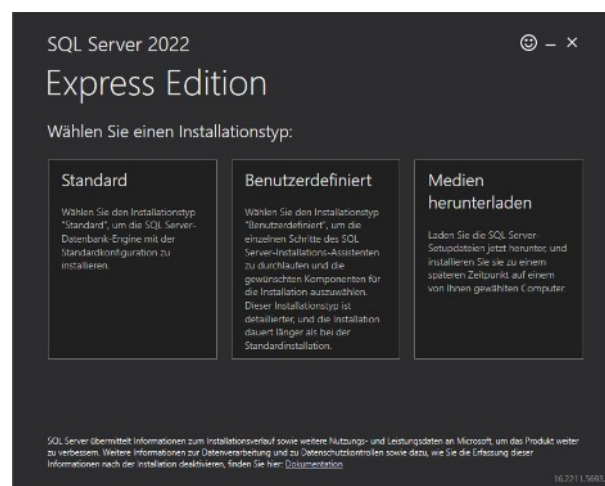 SQL Server 2022
Express Edition
Wählen Sie einen Installationstyp:
Standard
Wählen Sie den Installationstyp
"Standard", um die SQL Server-
Datenbank-Engine mit der
Standardkonfiguration zu
installieren.
Benutzerdefiniert
Wählen Sie den Installationstyp
"Benutzerdefiniert", um die
einzelnen Schritte des SQL
Server-Installations-Assistenten
zu durchlaufen und die
gewünschten Komponenten für
die Installation auszuwählen.
Dieser Installationstyp ist
detaillierter, und die Installation
dauert länger als bei der
Standardinstallation.
Medien
herunterladen
Laden Sie die SQL Server-
Setupdateien jetzt herunter, und
installieren Sie sie zu einem
späteren Zeitpunkt auf einem
von Ihnen gewählten Computer.
SQL Server übermittelt Informationen zum Installationsverlauf sowie weitere Nutzungs- und Leistungsdaten an Microsoft, um das Produkt weiter
zu verbessern. Weitere Informationen zur Datenverarbeitung und zu Datenschutzkontrollen sowie dazu, wie Sie die Erfassung dieser
Informationen nach der Installation deaktivieren, finden Sie hier: Dokumentation
16.2211.5693.